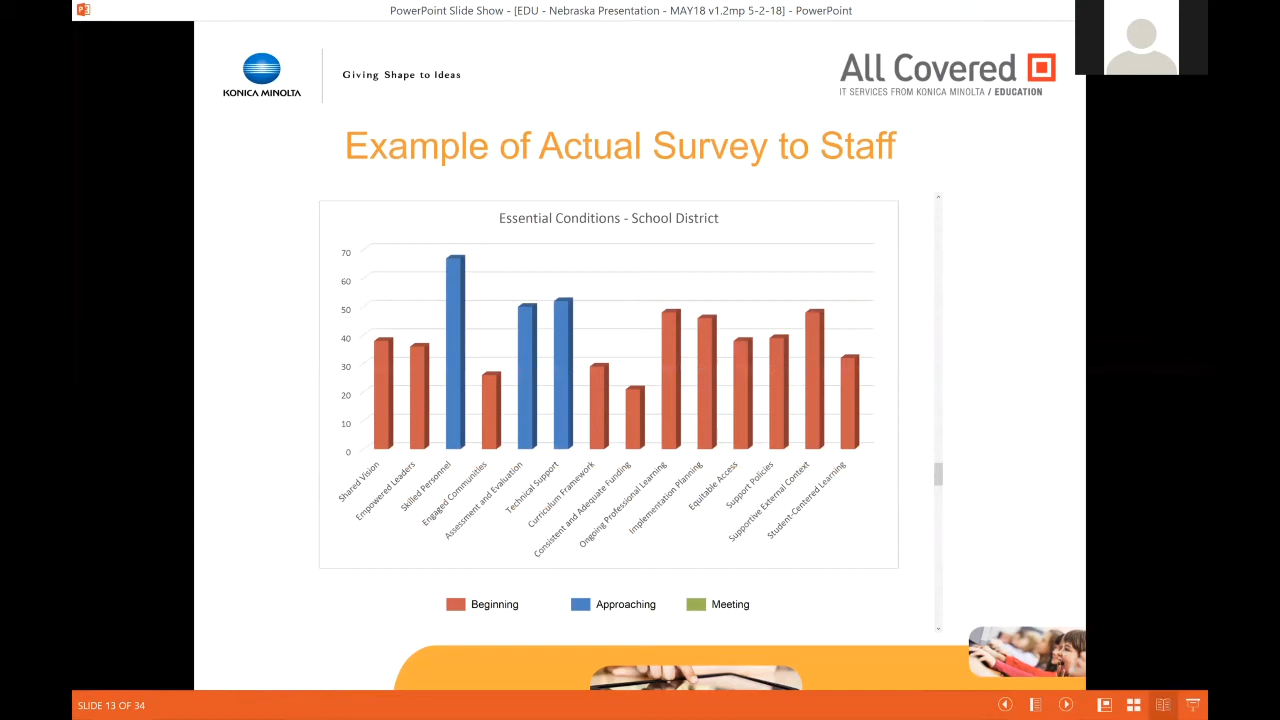 PowerPoint Slide Show - [EDU - Nebraska Presentation - MAY18 v1.2mp 5-2-18] - PowerPoint
KONICA MINOLTA
Giving Shape to Ideas
All Covered
IT SERVICES FROM KONICA MINOLTA / EDUCATION
Example of Actual Survey to Staff
Essential Conditions - School District
70
60
50
40
30
20
10
0
Shared Vision
Empowered Leaders
Skilled Personnel
Engaged Communities
Assessment and Evaluation
Technical Support
Curriculum Framework
Consistent and Adequate Funding
Ongoing Professional Learning
Implementation Planning
Equitable Access
Support Policies
Supportive External Context
Student-Centered Learning
Beginning
Approaching
Meeting
SLIDE 13 OF 34